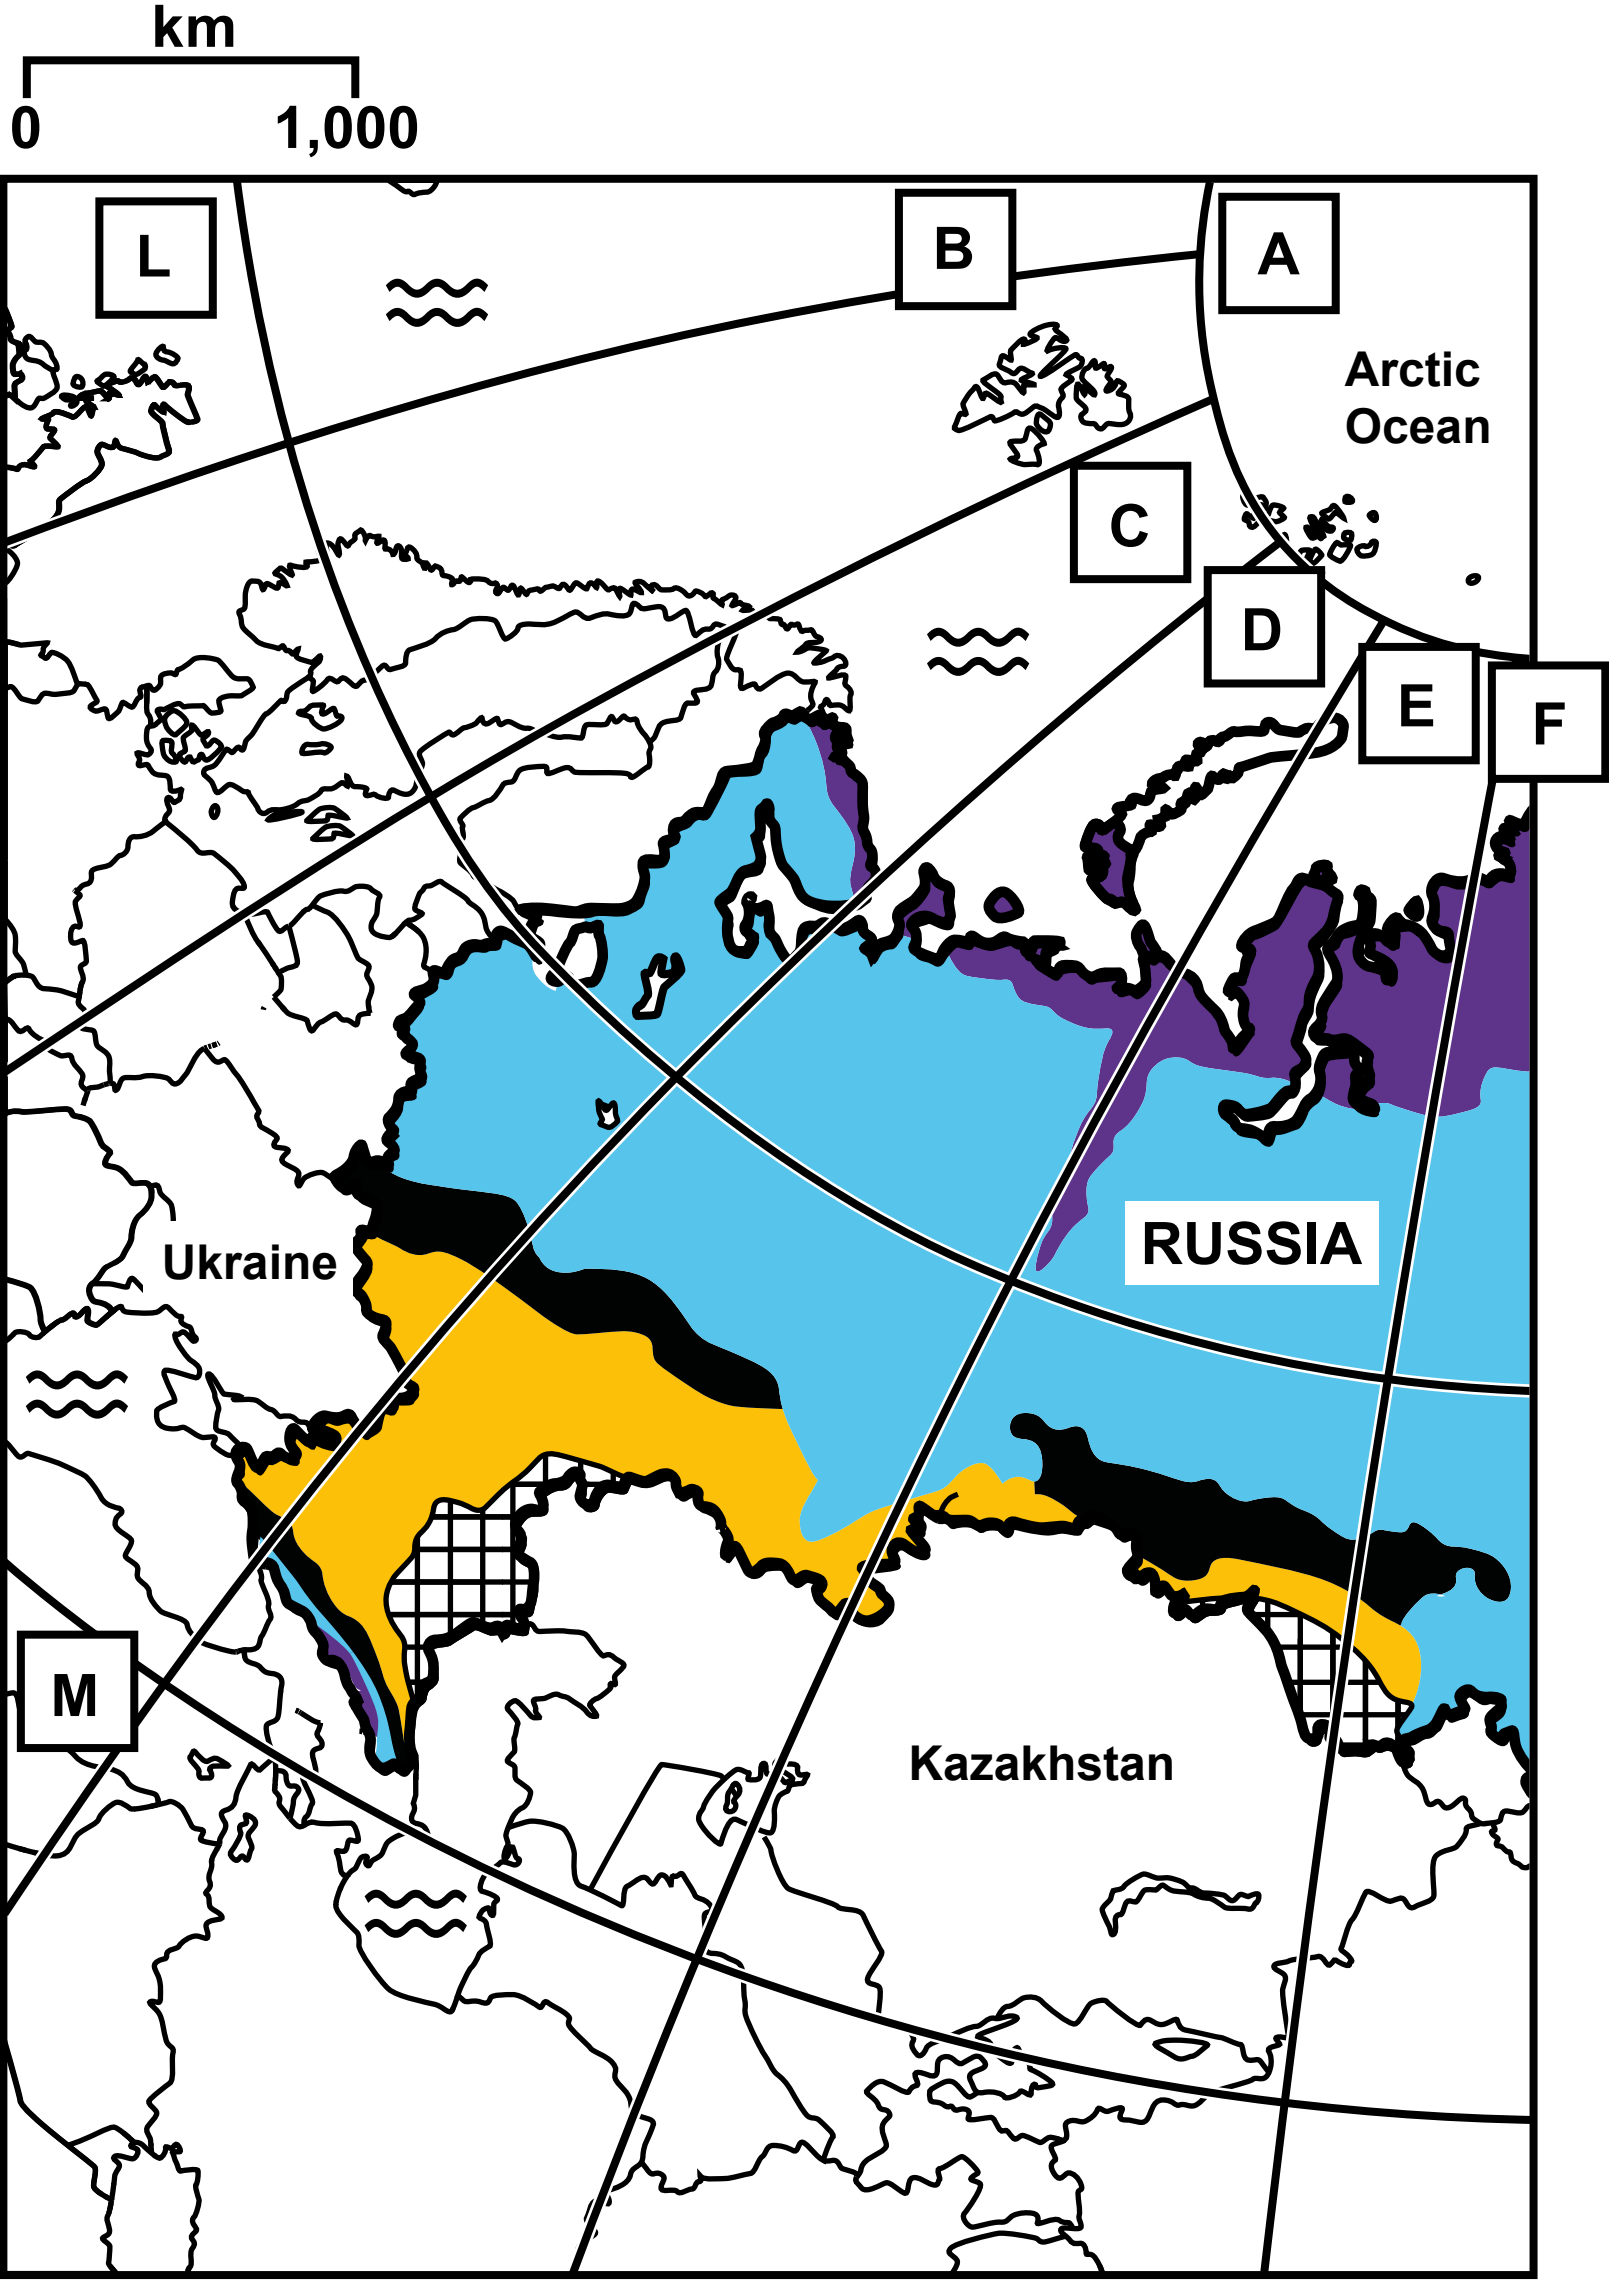 km
0 1,000
L
B
A
Arctic
Ocean
C
D
E
F
RUSSIA
Ukraine
M
Kazakhstan